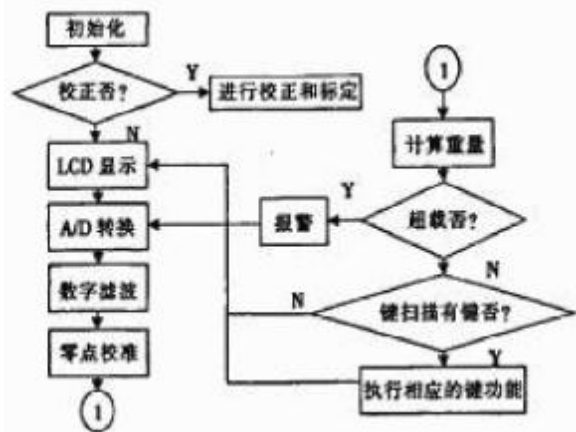 初始化
校正否?
Y
进行校正和标定
N
LCD 显示
A/D 转换
数字滤波
零点校准
1
1
计算重量
超载否?
Y
报警
N
键扫描有键否?
N
Y
执行相应的键功能